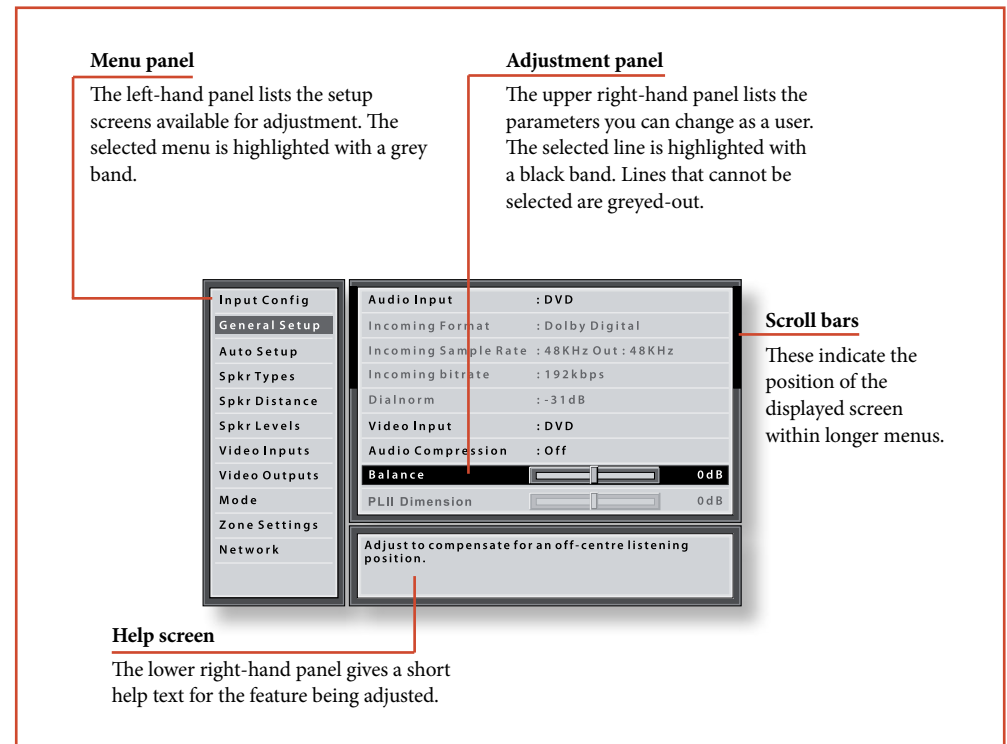 Menu panel
The left-hand panel lists the setup
screens available for adjustment. The
selected menu is highlighted with a grey
band.
Adjustment panel
The upper right-hand panel lists the
parameters you can change as a user.
The selected line is highlighted with
a black band. Lines that cannot be
selected are greyed-out.
Input Config
General Setup
Auto Setup
Spkr Types
Spkr Distance
Spkr Levels
Video Inputs
Video Outputs
Mode
Zone Settings
Network
Audio Input : DVD
Incoming Format : Dolby Digital
Incoming Sample Rate : 48KHz Out : 48KHz
Incoming bitrate : 192kbps
Dialnorm : -31dB
Video Input : DVD
Audio Compression : Off
Balance 0dB
PLII Dimension 0dB
Adjust to compensate for an off-centre listening
position.
Scroll bars
These indicate the
position of the
displayed screen
within longer menus.
Help screen
The lower right-hand panel gives a short
help text for the feature being adjusted.